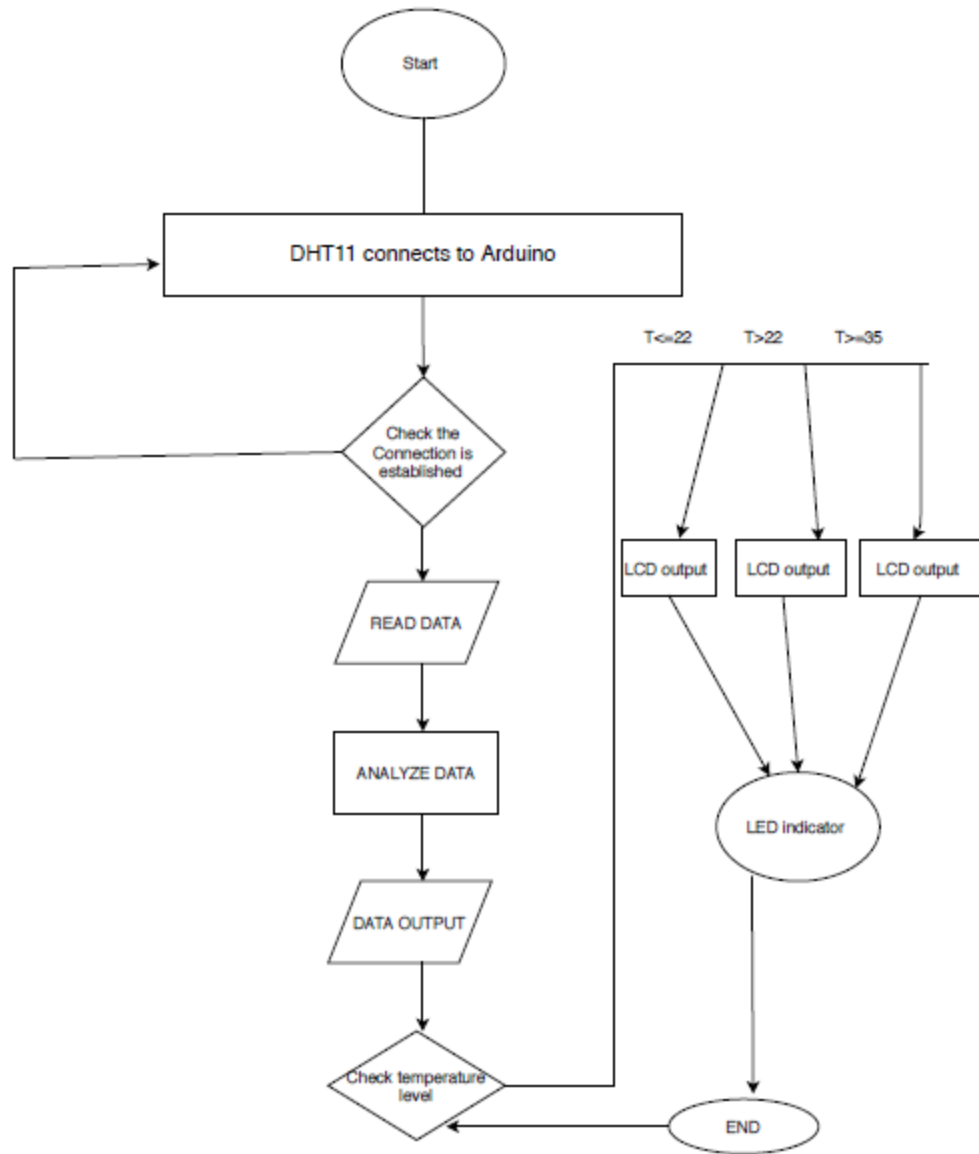 Start
DHT11 connects to Arduino
Check the
Connection is
established
READ DATA
ANALYZE DATA
DATA OUTPUT
Check temperature
level
T<=22 T>22 T>=35
LCD output LCD output LCD output
LED indicator
END